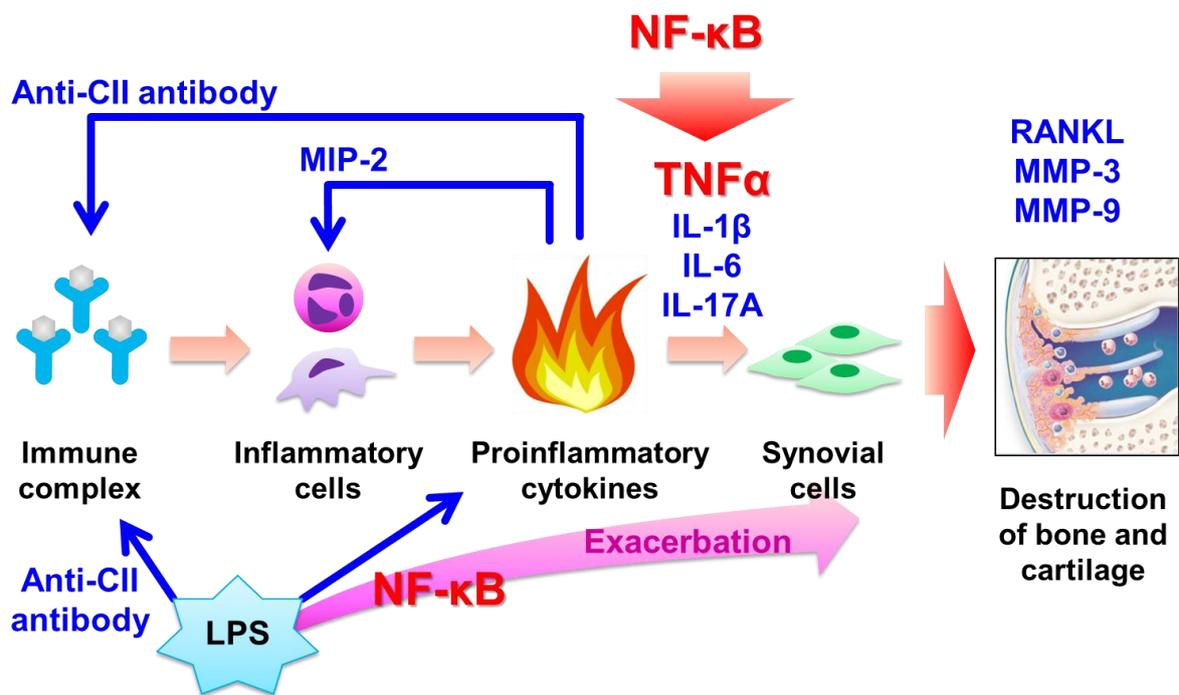 NF-κB
Anti-CII antibody
MIP-2
TNFα
IL-1β
IL-6
IL-17A
RANKL
MMP-3
MMP-9
Immune
complex
Inflammatory
cells
Proinflammatory
cytokines
Synovial
cells
Destruction
of bone and
cartilage
Exacerbation
NF-κB
Anti-CII
antibody
LPS